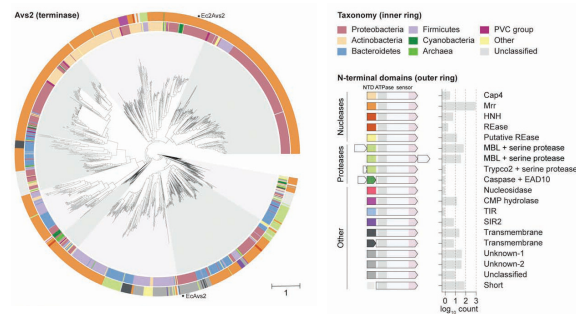 Avs2 (terminase)
Ec2Avs2
EcAvs2
1
Taxonomy (inner ring)
Proteobacteria
Firmicutes
PVC group
Actinobacteria
Cyanobacteria
Other
Bacteroidetes
Archaea
Unclassified
N-terminal domains (outer ring)
NTD ATPase sensor
Nucleases
Cap4
Mrr
HNH
REase
Putative REase
Proteases
MBL + serine protease
MBL + serine protease
Trypco2 + serine protease
Caspase + EAD10
Other
Nucleosidase
CMP hydrolase
TIR
SIR2
Transmembrane
Transmembrane
Unknown-1
Unknown-2
Unclassified
Short
0 1 2 3
log₁₀ count